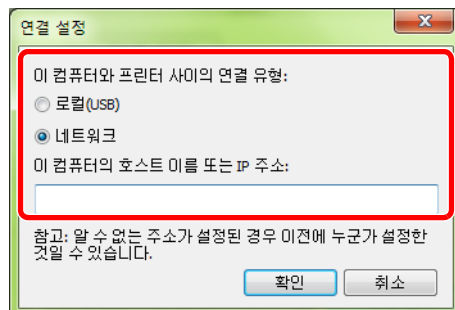 연결 설정
이 컴퓨터와 프린터 사이의 연결 유형:
로컬(USB)
네트워크
이 컴퓨터의 호스트 이름 또는 IP 주소:
참고: 알 수 없는 주소가 설정된 경우 이전에 누군가 설정한
것일 수 있습니다.
확인 취소